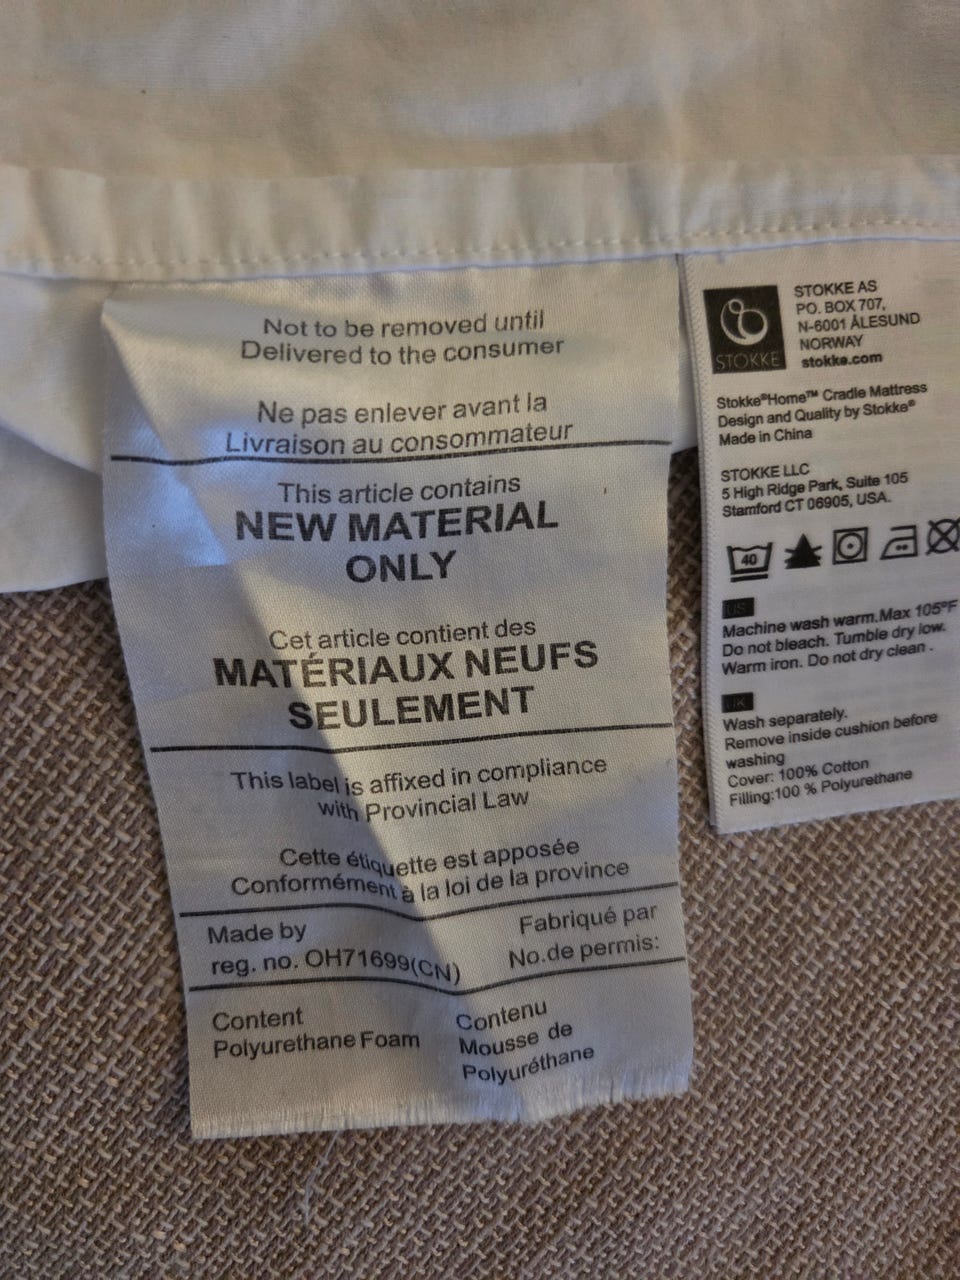 Not to be removed until
Delivered to the consumer
Ne pas enlever avant la
Livraison au consommateur
This article contains
NEW MATERIAL
ONLY
Cet article contient des
MATÉRIAUX NEUFS
SEULEMENT
This label is affixed in compliance
with Provincial Law
Cette étiquette est apposée
Conformément à la loi de la province
Made by
reg. no. OH71699(CN)
Fabriqué par
No.de permis:
Content
Polyurethane Foam
Contenu
Mousse de
Polyuréthane
STOKKE
STOKKE AS
PO. BOX 707,
N-6001 ÅLESUND
NORWAY
stokke.com
Stokke®Home™ Cradle Mattress
Design and Quality by Stokke®
Made in China
STOKKE LLC
5 High Ridge Park, Suite 105
Stamford CT 06905, USA.
40
US
Machine wash warm.Max 105°F
Do not bleach. Tumble dry low.
Warm iron. Do not dry clean .
UK
Wash separately.
Remove inside cushion before
washing
Cover: 100% Cotton
Filling:100 % Polyurethane